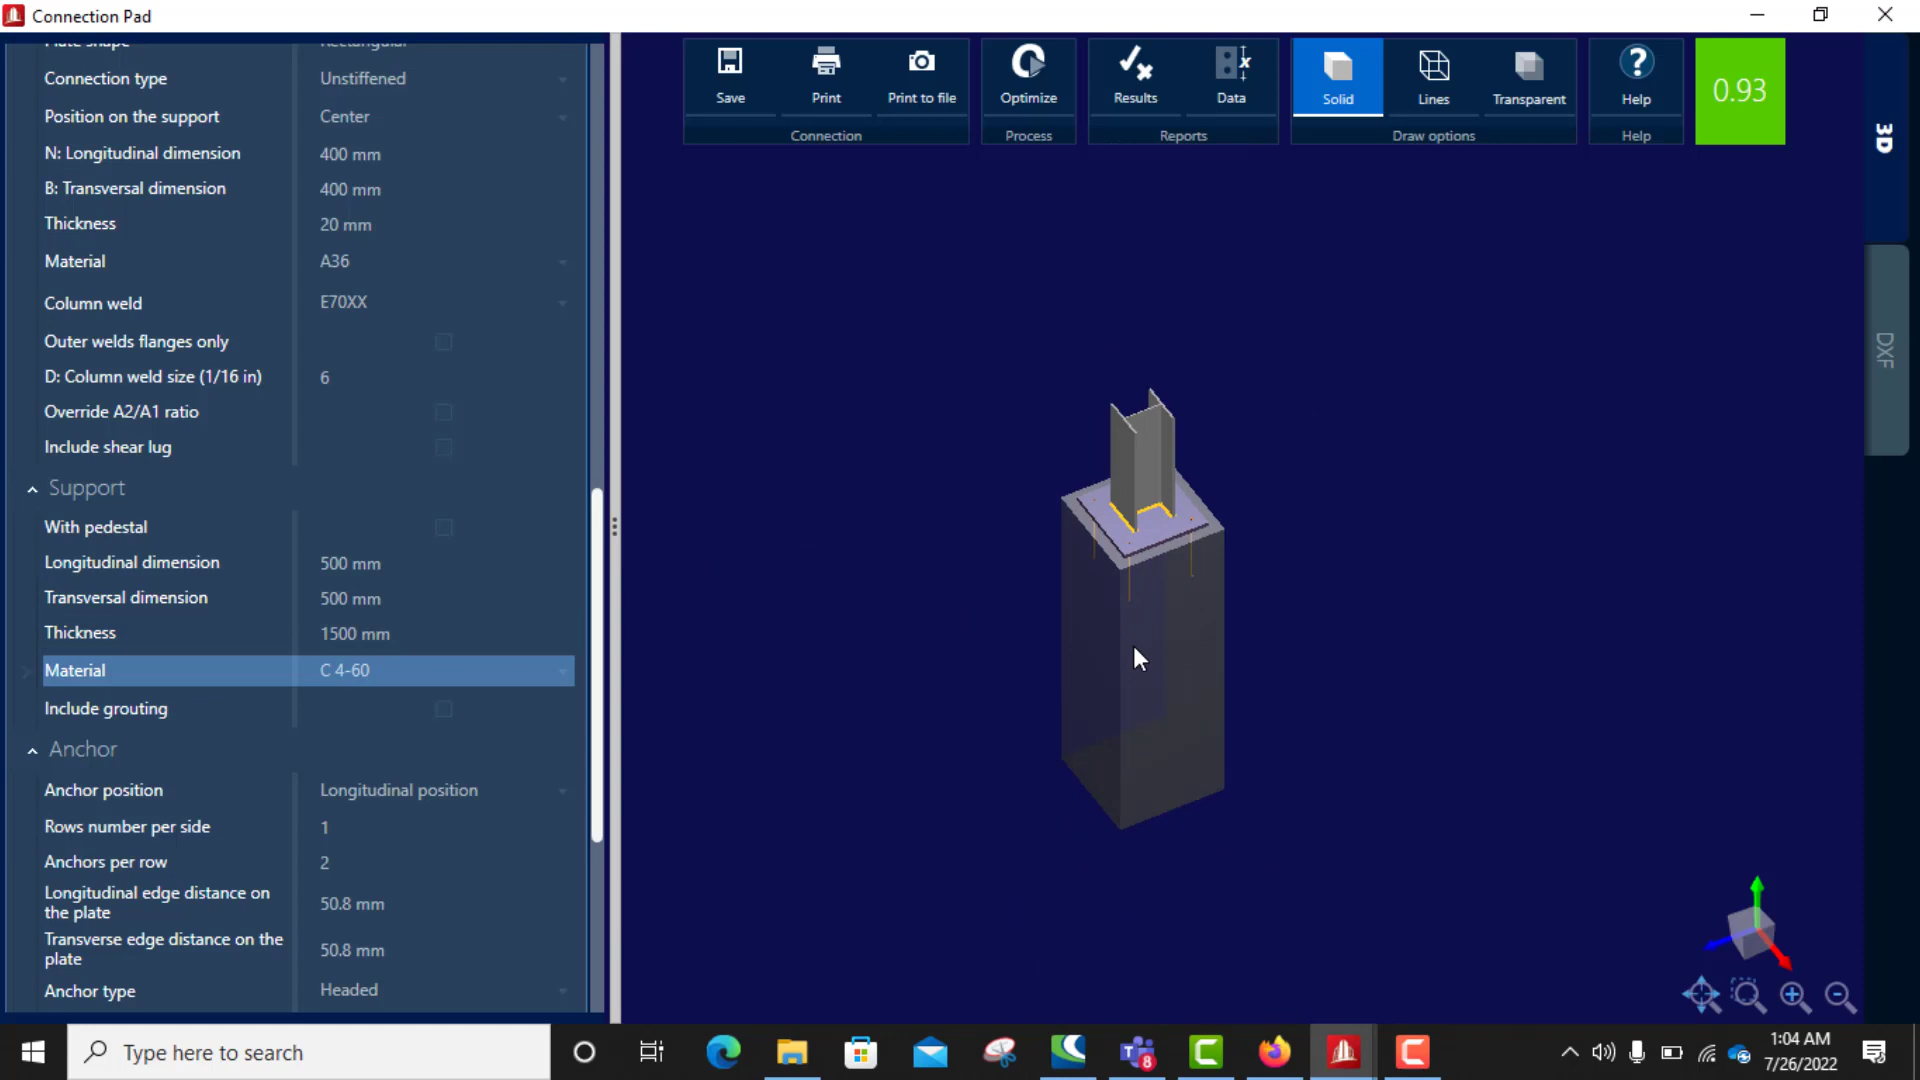 Connection Pad
Plate shape Rectangular
Connection type Unstiffened
Position on the support Center
N: Longitudinal dimension 400 mm
B: Transversal dimension 400 mm
Thickness 20 mm
Material A36
Column weld E70XX
Outer welds flanges only
D: Column weld size (1/16 in) 6
Override A2/A1 ratio
Include shear lug
Support
With pedestal
Longitudinal dimension 500 mm
Transversal dimension 500 mm
Thickness 1500 mm
Material C 4-60
Include grouting
Anchor
Anchor position Longitudinal position
Rows number per side 1
Anchors per row 2
Longitudinal edge distance on
the plate 50.8 mm
Transverse edge distance on the
plate 50.8 mm
Anchor type Headed
Save Print Print to file
Connection
Optimize
Process
Results Data
Reports
Solid Lines Transparent
Draw options
Help
Help
0.93
3D
DXF
Type here to search
8
1:04 AM
7/26/2022